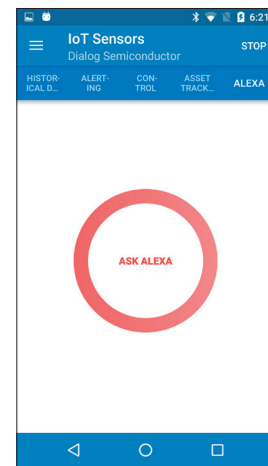 6:21
IoT Sensors
Dialog Semiconductor
STOP
HISTOR-
ICAL D...
ALERT-
ING
CON-
TROL
ASSET
TRACK...
ALEXA
ASK ALEXA